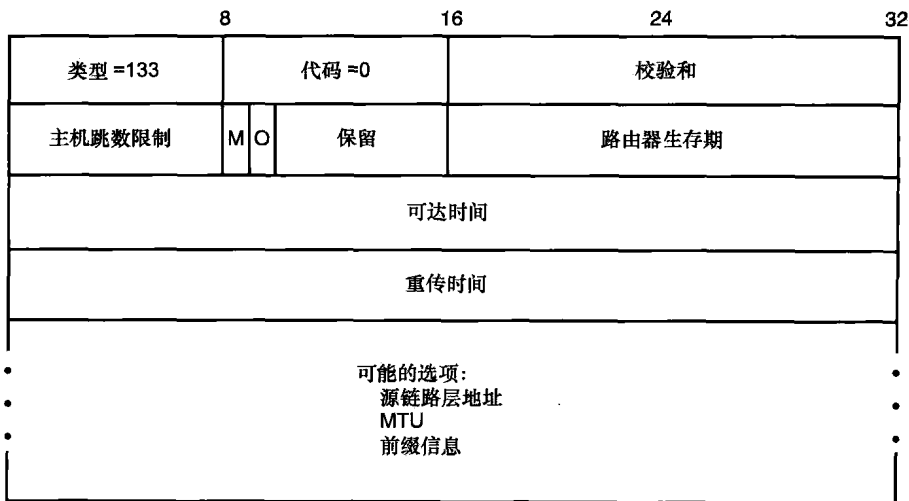 8 16 24 32
类型 =133 代码 =0 校验和
主机跳数限制 M O 保留 路由器生存期
可达时间
重传时间
可能的选项:
源链路层地址
MTU
前缀信息